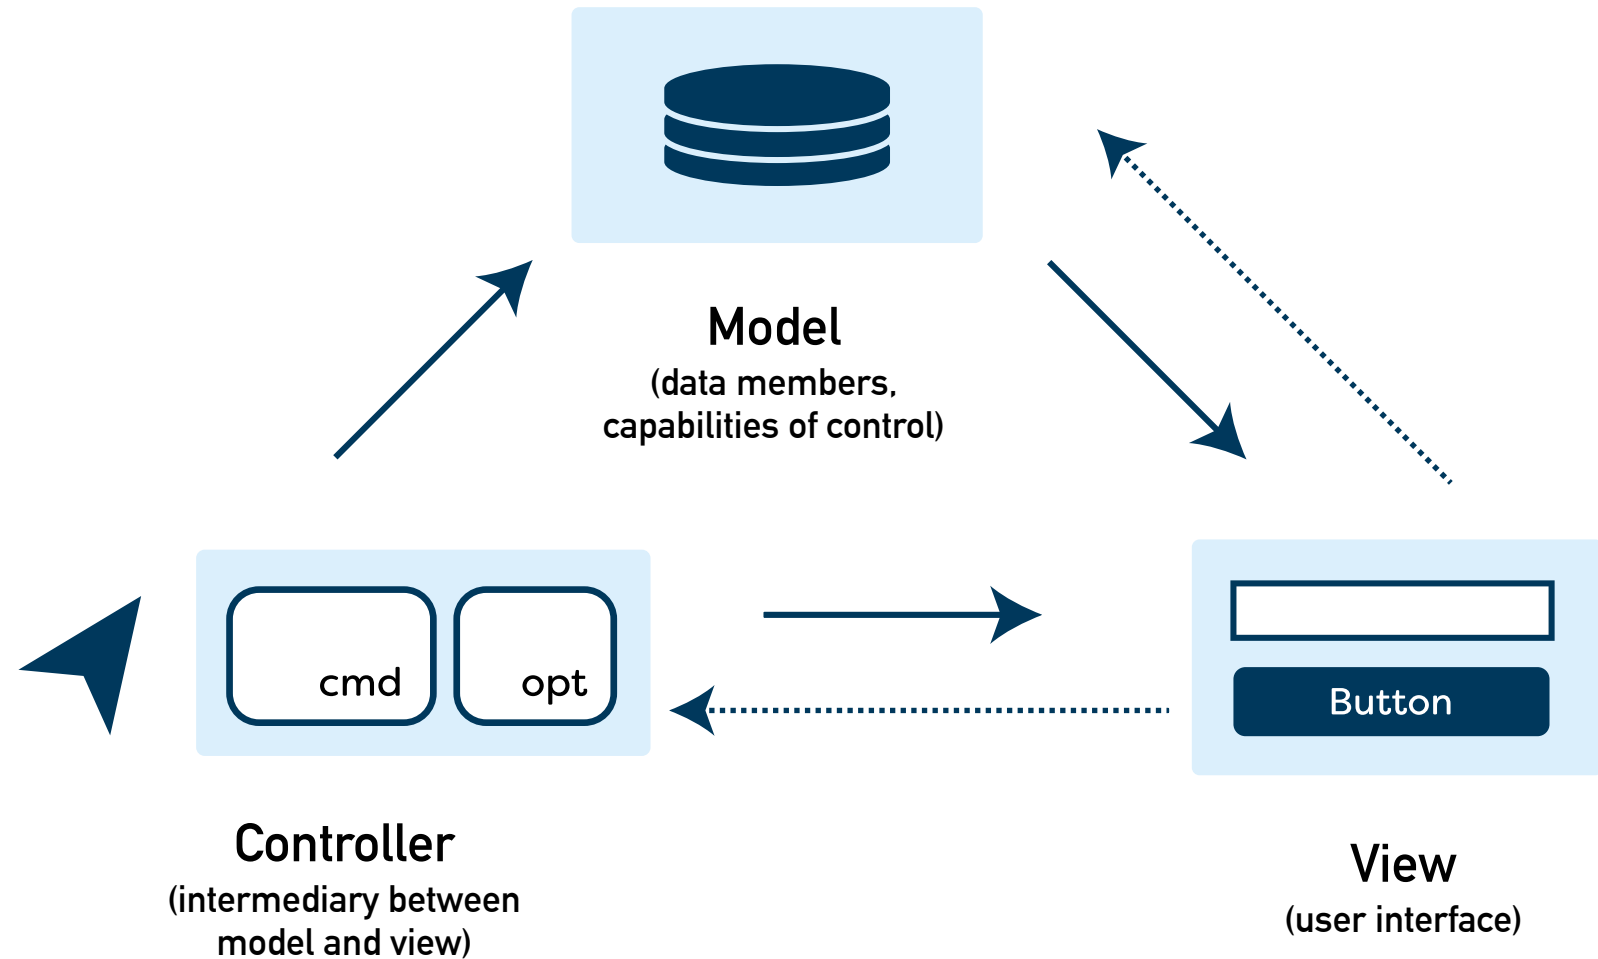 Model
(data members,
capabilities of control)
cmd
opt
Button
Controller
(intermediary between
model and view)
View
(user interface)